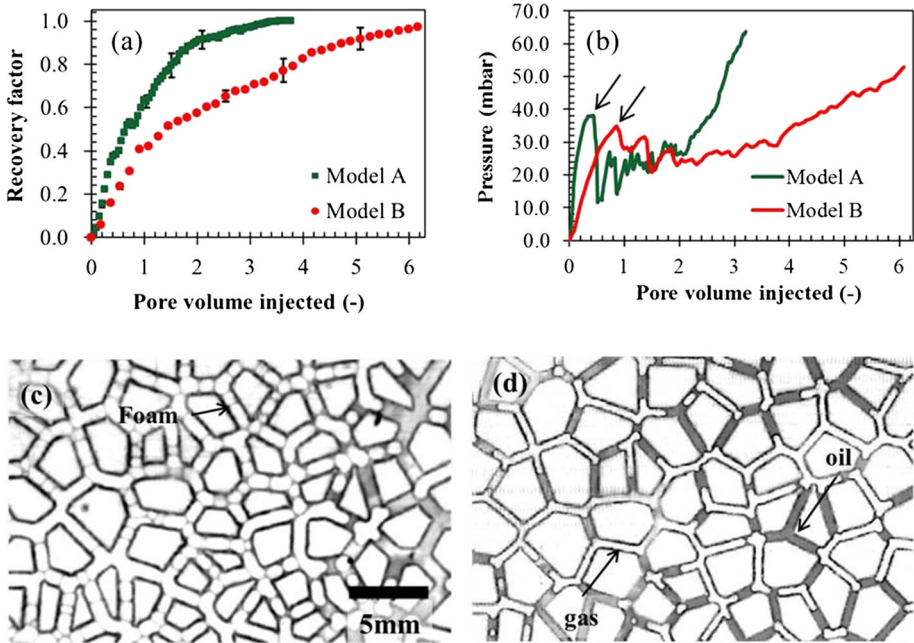 (a)
1.0
0.8
0.6
0.4
0.2
0.0
Recovery factor
Model A
Model B
0 1 2 3 4 5 6
Pore volume injected (-)
(b)
70.0
60.0
50.0
40.0
30.0
20.0
10.0
0.0
Pressure (mbar)
Model A
Model B
0 1 2 3 4 5 6
Pore volume injected (-)
(c)
Foam
5mm
(d)
oil
gas